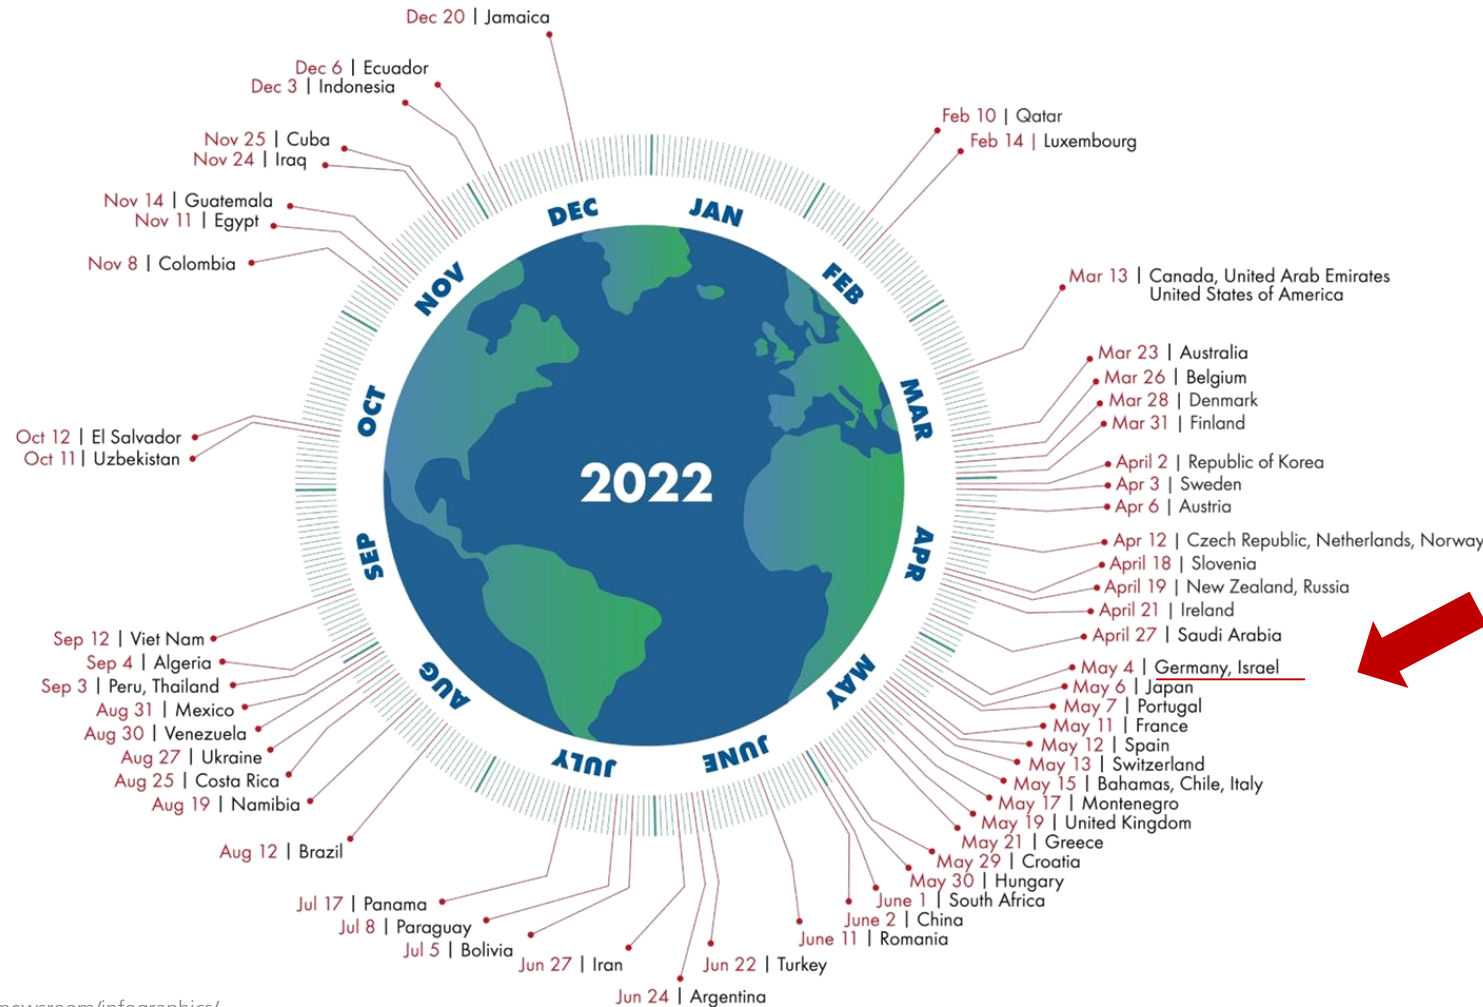 Dec 20 | Jamaica
Dec 6 | Ecuador
Dec 3 | Indonesia
Nov 25 | Cuba
Nov 24 | Iraq
Nov 14 | Guatemala
Nov 11 | Egypt
Nov 8 | Colombia
Oct 12 | El Salvador
Oct 11 | Uzbekistan
Sep 12 | Viet Nam
Sep 4 | Algeria
Sep 3 | Peru, Thailand
Aug 31 | Mexico
Aug 30 | Venezuela
Aug 27 | Ukraine
Aug 25 | Costa Rica
Aug 19 | Namibia
Aug 12 | Brazil
Jul 17 | Panama
Jul 8 | Paraguay
Jul 5 | Bolivia
Jun 27 | Iran
Jun 24 | Argentina
Jun 22 | Turkey
Feb 10 | Qatar
Feb 14 | Luxembourg
Mar 13 | Canada, United Arab Emirates
United States of America
Mar 23 | Australia
Mar 26 | Belgium
Mar 28 | Denmark
Mar 31 | Finland
April 2 | Republic of Korea
Apr 3 | Sweden
Apr 6 | Austria
Apr 12 | Czech Republic, Netherlands, Norway
April 18 | Slovenia
April 19 | New Zealand, Russia
April 21 | Ireland
April 27 | Saudi Arabia
May 4 | Germany, Israel
May 6 | Japan
May 7 | Portugal
May 11 | France
May 12 | Spain
May 13 | Switzerland
May 15 | Bahamas, Chile, Italy
May 17 | Montenegro
May 19 | United Kingdom
May 21 | Greece
May 29 | Croatia
May 30 | Hungary
June 1 | South Africa
June 2 | China
June 11 | Romania
JAN
FEB
MAR
APR
MAY
JUNE
JULY
AUG
SEP
OCT
NOV
DEC
2022
newsroom/infographics/